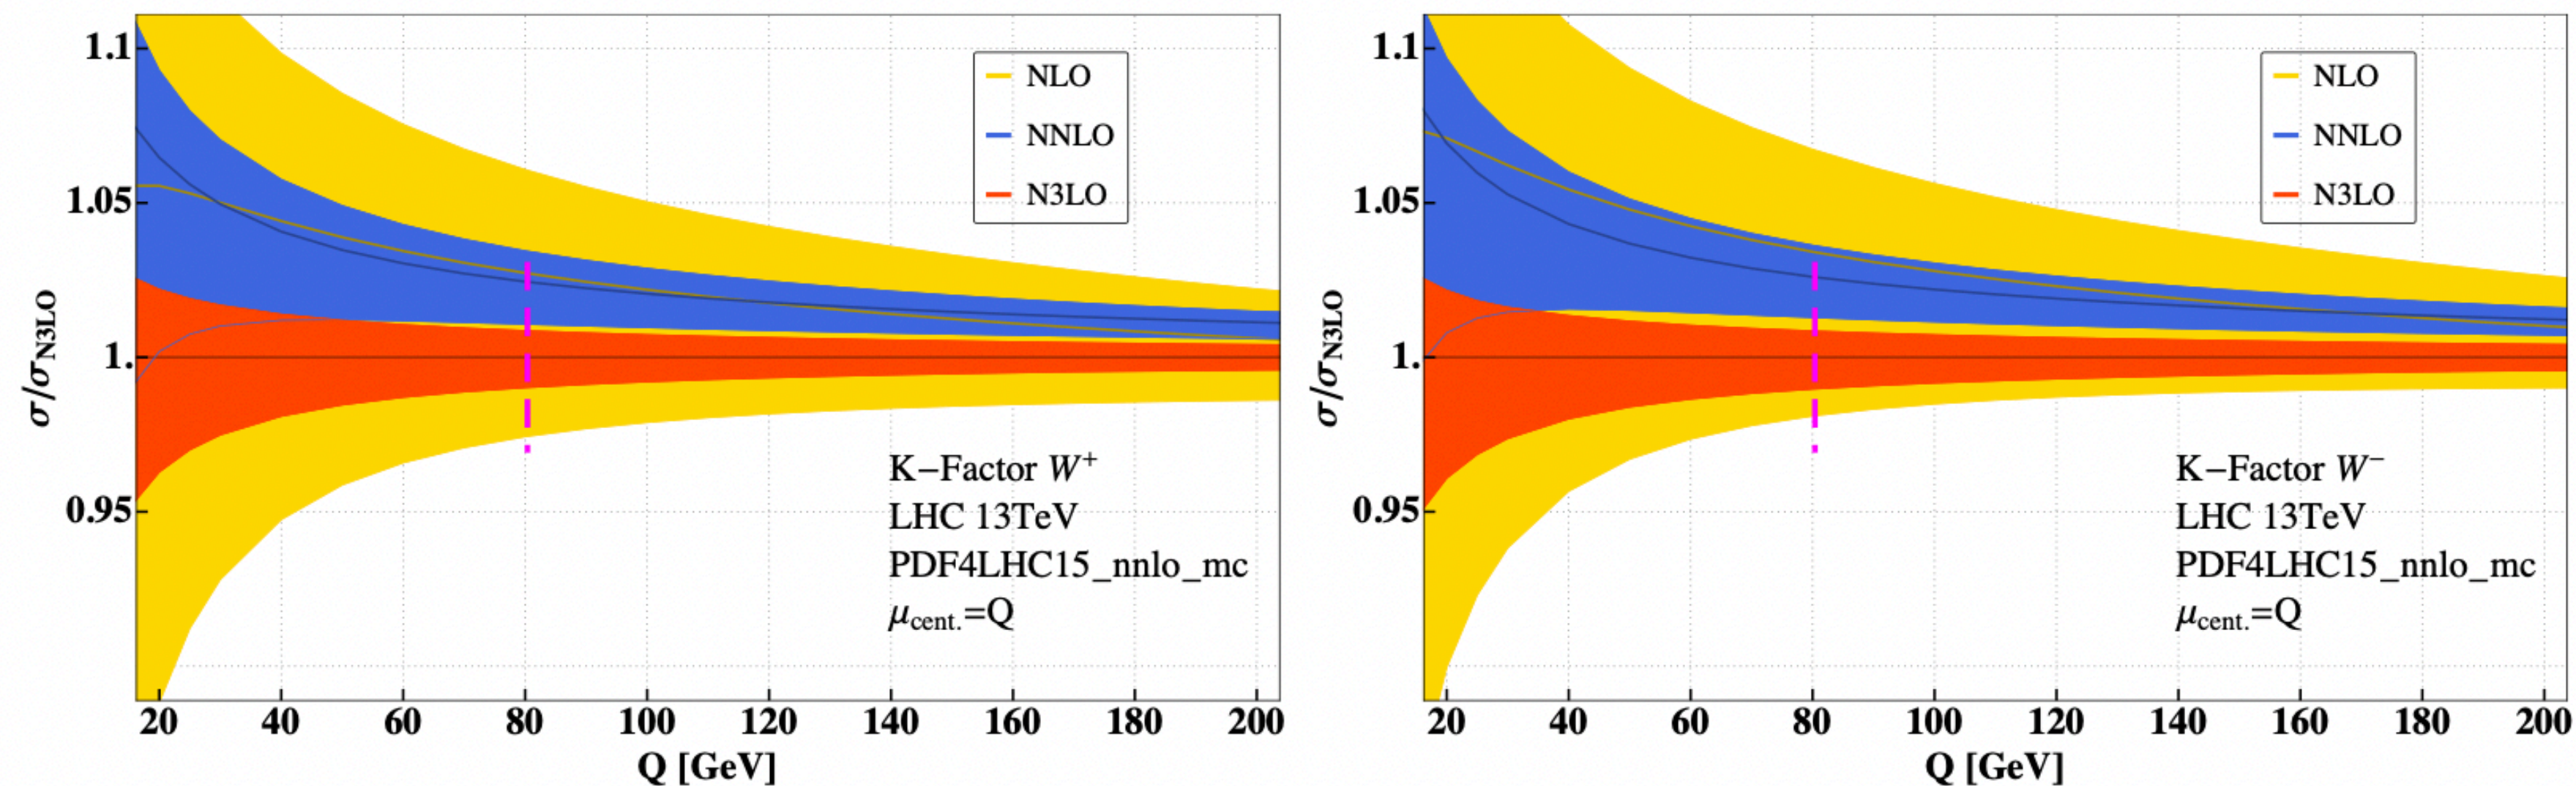 σ/σN3LO
1.1
1.05
1.
0.95
NLO
NNLO
N3LO
K–Factor W⁺
LHC 13TeV
PDF4LHC15_nnlo_mc
μcent.=Q
20 40 60 80 100 120 140 160 180 200
Q [GeV]
σ/σN3LO
1.1
1.05
1.
0.95
NLO
NNLO
N3LO
K–Factor W⁻
LHC 13TeV
PDF4LHC15_nnlo_mc
μcent.=Q
20 40 60 80 100 120 140 160 180 200
Q [GeV]